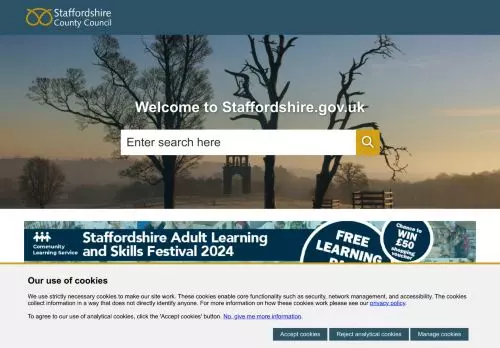 Staffordshire
County Council
Welcome to Staffordshire.gov.uk
Enter search here
Community
Learning Service
Staffordshire Adult Learning
and Skills Festival 2024
FREE
LEARNING
Chance to
WIN
£50
shopping
voucher
Our use of cookies
We use strictly necessary cookies to make our site work. These cookies enable core functionality such as security, network management, and accessibility. The cookies
collect information in a way that does not directly identify anyone. For more information on how these cookies work please see our privacy policy.
To agree to our use of analytical cookies, click the 'Accept cookies' button. No, give me more information.
Accept cookies
Reject analytical cookies
Manage cookies